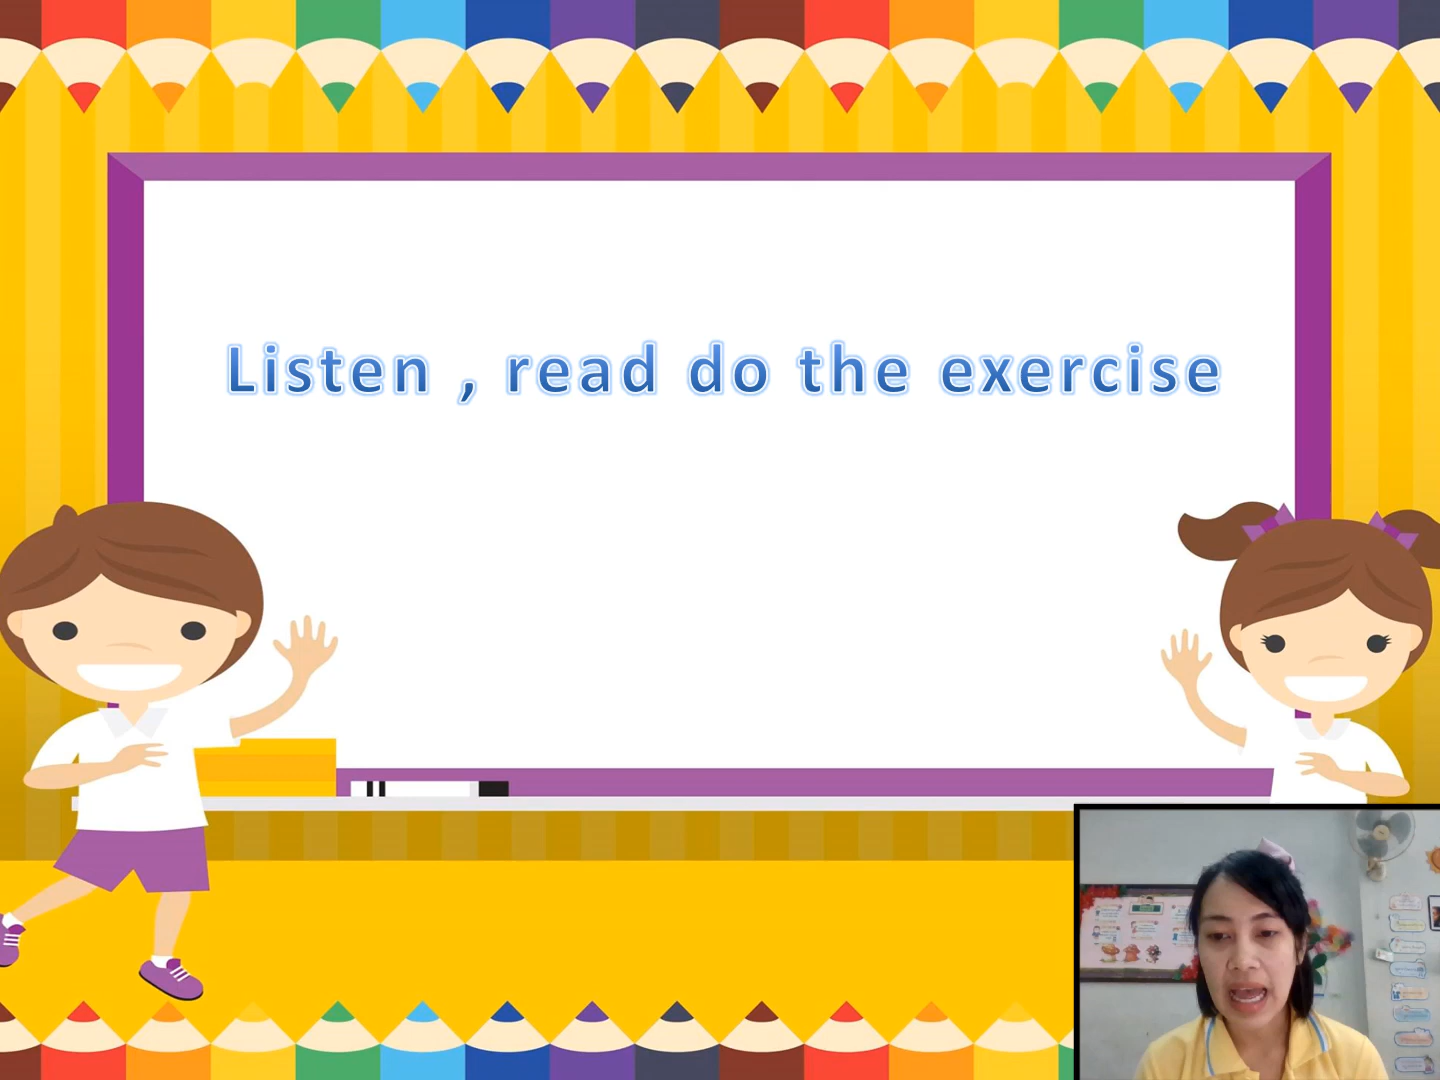 Listen , read do the exercise